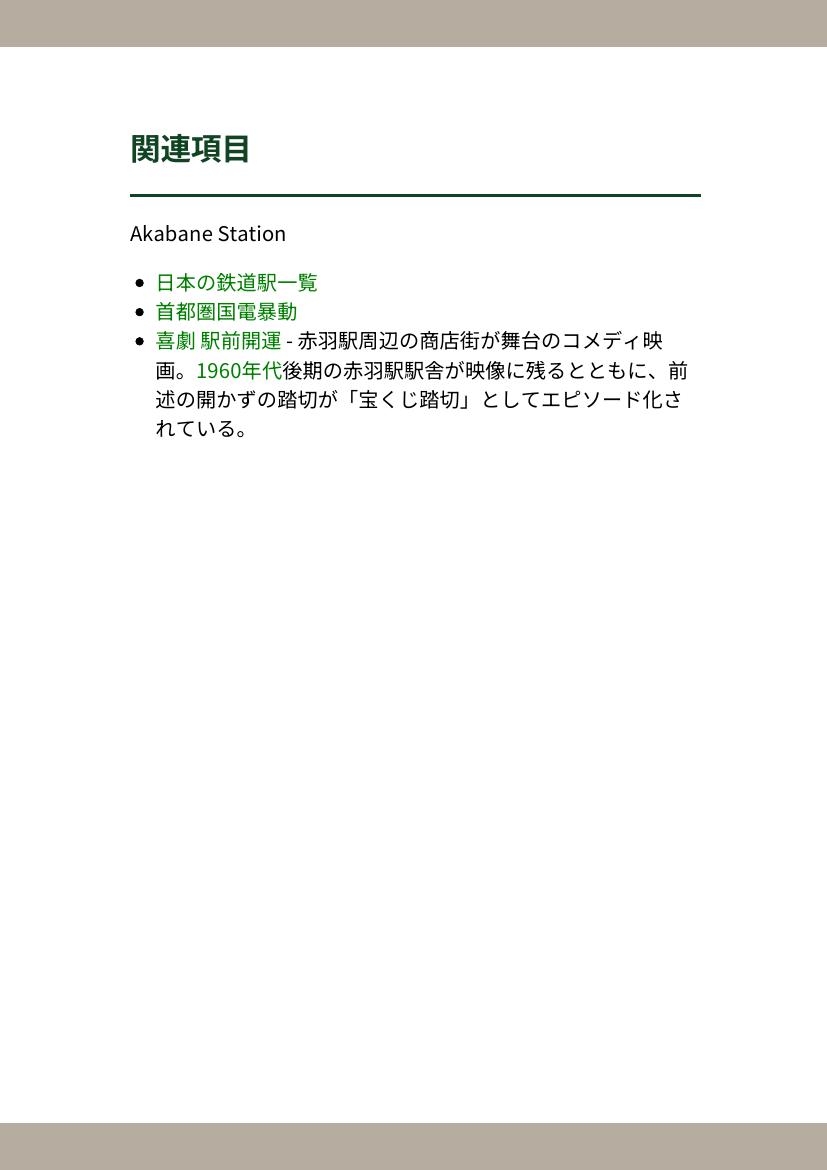 関連項目
Akabane Station
日本の鉄道駅一覧
首都圏国電暴動
喜劇 駅前開運 - 赤羽駅周辺の商店街が舞台のコメディ映
画。1960年代後期の赤羽駅駅舎が映像に残るとともに、前
述の開かずの踏切が「宝くじ踏切」としてエピソード化さ
れている。